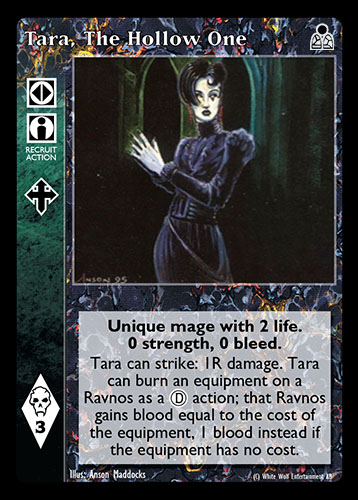 Tara, The Hollow One
RECRUIT
ACTION
ANSON 95
Unique mage with 2 life.
0 strength, 0 bleed.
Tara can strike: 1R damage. Tara
can burn an equipment on a
Ravnos as a Ⓓ action; that Ravnos
gains blood equal to the cost of
the equipment, 1 blood instead if
the equipment has no cost.
3
Illus: Anson Maddocks
(C) White Wolf Entertainment AB